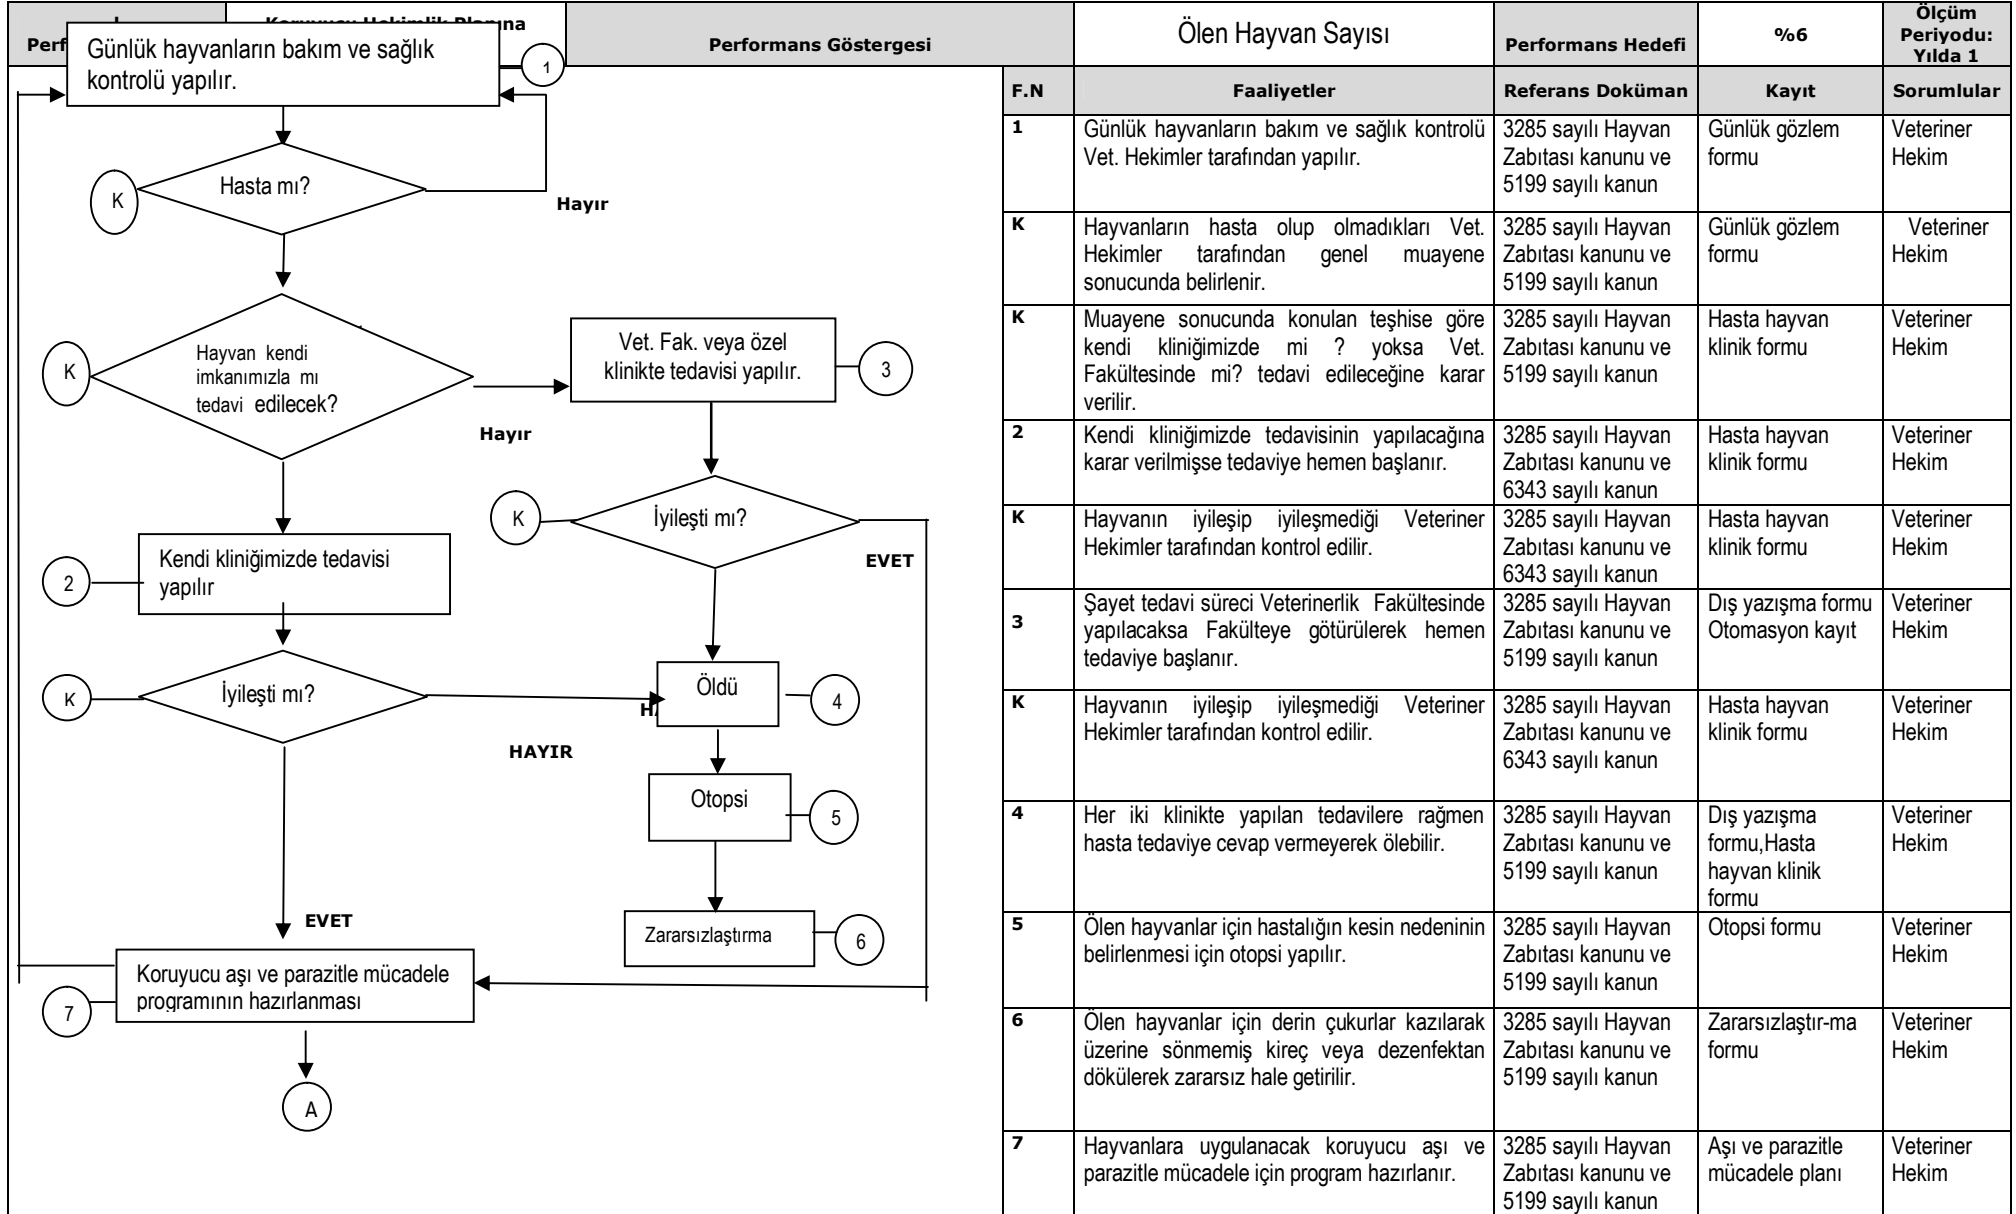 Koruyucu Hekimlik Planına
Performans Göstergesi
Ölen Hayvan Sayısı
Performans Hedefi
%6
Ölçüm
Periyodu:
Yılda 1
Günlük hayvanların bakım ve sağlık
kontrolü yapılır.
1
Hasta mı?
K
Hayır
Hayvan kendi
imkanımızla mı
tedavi edilecek?
K
Hayır
Vet. Fak. veya özel
klinikte tedavisi yapılır.
3
İyileşti mı?
K
EVET
Kendi kliniğimizde tedavisi
yapılır
2
İyileşti mı?
K
HAYIR
Öldü
4
Otopsi
5
EVET
Zararsızlaştırma
6
Koruyucu aşı ve parazitle mücadele
programının hazırlanması
7
A
F.N
Faaliyetler
Referans Doküman
Kayıt
Sorumlular
1
Günlük hayvanların bakım ve sağlık kontrolü
Vet. Hekimler tarafından yapılır.
3285 sayılı Hayvan
Zabıtası kanunu ve
5199 sayılı kanun
Günlük gözlem
formu
Veteriner
Hekim
K
Hayvanların hasta olup olmadıkları Vet.
Hekimler tarafından genel muayene
sonucunda belirlenir.
3285 sayılı Hayvan
Zabıtası kanunu ve
5199 sayılı kanun
Günlük gözlem
formu
Veteriner
Hekim
K
Muayene sonucunda konulan teşhise göre
kendi kliniğimizde mi ? yoksa Vet.
Fakültesinde mi? tedavi edileceğine karar
verilir.
3285 sayılı Hayvan
Zabıtası kanunu ve
5199 sayılı kanun
Hasta hayvan
klinik formu
Veteriner
Hekim
2
Kendi kliniğimizde tedavisinin yapılacağına
karar verilmişse tedaviye hemen başlanır.
3285 sayılı Hayvan
Zabıtası kanunu ve
6343 sayılı kanun
Hasta hayvan
klinik formu
Veteriner
Hekim
K
Hayvanın iyileşip iyileşmediği Veteriner
Hekimler tarafından kontrol edilir.
3285 sayılı Hayvan
Zabıtası kanunu ve
6343 sayılı kanun
Hasta hayvan
klinik formu
Veteriner
Hekim
3
Şayet tedavi süreci Veterinerlik Fakültesinde
yapılacaksa Fakülteye götürülerek hemen
tedaviye başlanır.
3285 sayılı Hayvan
Zabıtası kanunu ve
5199 sayılı kanun
Dış yazışma formu
Otomasyon kayıt
Veteriner
Hekim
K
Hayvanın iyileşip iyileşmediği Veteriner
Hekimler tarafından kontrol edilir.
3285 sayılı Hayvan
Zabıtası kanunu ve
6343 sayılı kanun
Hasta hayvan
klinik formu
Veteriner
Hekim
4
Her iki klinikte yapılan tedavilere rağmen
hasta tedaviye cevap vermeyerek ölebilir.
3285 sayılı Hayvan
Zabıtası kanunu ve
5199 sayılı kanun
Dış yazışma
formu,Hasta
hayvan klinik
formu
Veteriner
Hekim
5
Ölen hayvanlar için hastalığın kesin nedeninin
belirlenmesi için otopsi yapılır.
3285 sayılı Hayvan
Zabıtası kanunu ve
5199 sayılı kanun
Otopsi formu
Veteriner
Hekim
6
Ölen hayvanlar için derin çukurlar kazılarak
üzerine sönmemiş kireç veya dezenfektan
dökülerek zararsız hale getirilir.
3285 sayılı Hayvan
Zabıtası kanunu ve
5199 sayılı kanun
Zararsızlaştır-ma
formu
Veteriner
Hekim
7
Hayvanlara uygulanacak koruyucu aşı ve
parazitle mücadele için program hazırlanır.
3285 sayılı Hayvan
Zabıtası kanunu ve
5199 sayılı kanun
Aşı ve parazitle
mücadele planı
Veteriner
Hekim